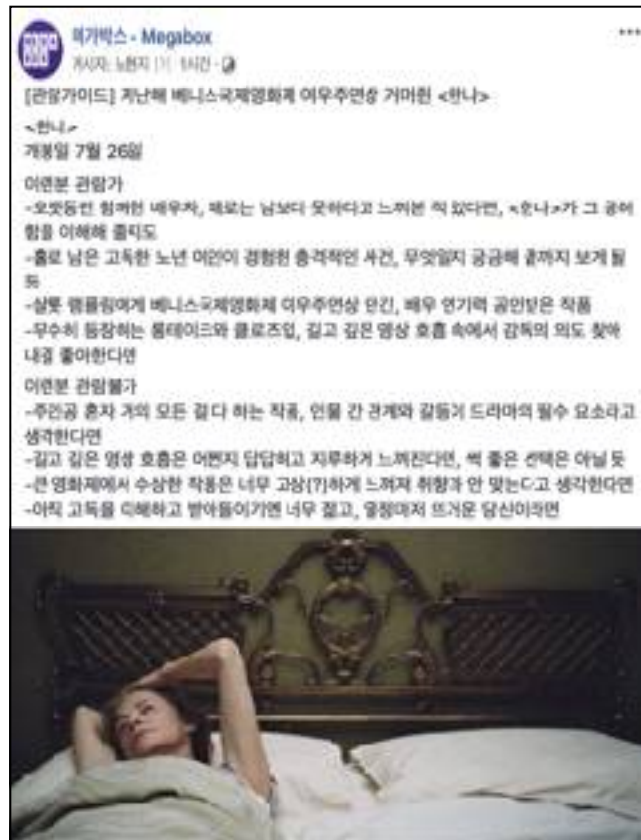 메가박스 - Megabox
게시자: 노현지 [?] · 1시간 ·
[관람가이드] 지난해 베니스국제영화제 여우주연상 거머쥔 <한나>
<한나>
개봉일 7월 26일
이런분 관람가
-오랫동안 함께한 배우자, 때로는 남보다 못하다고 느껴본 적 있다면, <한나>가 그 공허
함을 이해해 줄지도
-홀로 남은 고독한 노년 여인이 경험한 충격적인 사건, 무엇일지 궁금해 끝까지 보게 될
듯
-샬롯 램플링에게 베니스국제영화제 여우주연상 안긴, 배우 연기력 공인받은 작품
-무수히 등장하는 롱테이크와 클로즈업, 길고 깊은 영상 호흡 속에서 감독의 의도 찾아
내길 좋아한다면
이런분 관람불가
-주인공 혼자 거의 모든 걸 다 하는 작품, 인물 간 관계와 갈등이 드라마의 필수 요소라고
생각한다면
-길고 깊은 영상 호흡은 어쩐지 답답하고 지루하게 느껴진다면, 썩 좋은 선택은 아닐 듯
-큰 영화제에서 수상한 작품은 너무 고상(?)하게 느껴져 취향과 안 맞는다고 생각한다면
-아직 고독을 이해하고 받아들이기엔 너무 젊고, 열정마저 뜨거운 당신이라면